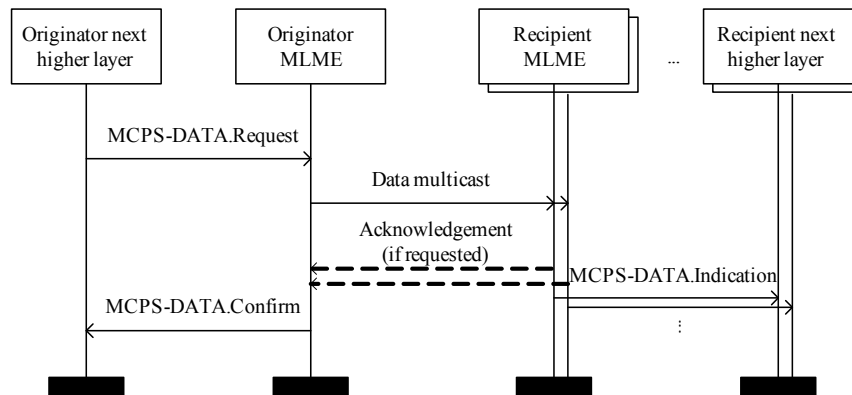 Originator next
higher layer
Originator
MLME
Recipient
MLME
...
Recipient next
higher layer
MCPS-DATA.Request
Data multicast
Acknowledgement
(if requested)
MCPS-DATA.Indication
MCPS-DATA.Confirm
...